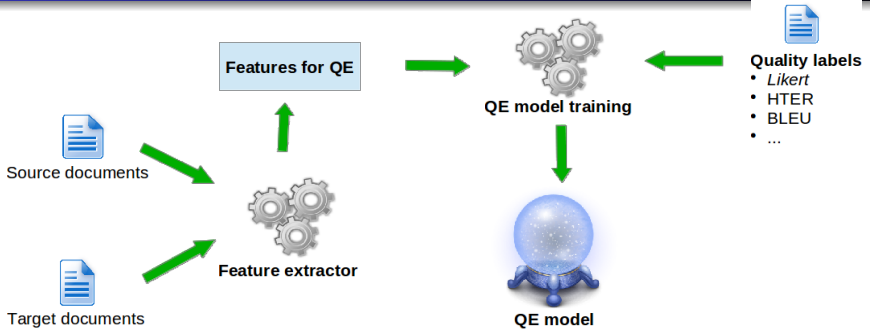 Features for QE
QE model training
Quality labels
• Likert
• HTER
• BLEU
• ...
Source documents
Feature extractor
Target documents
QE model